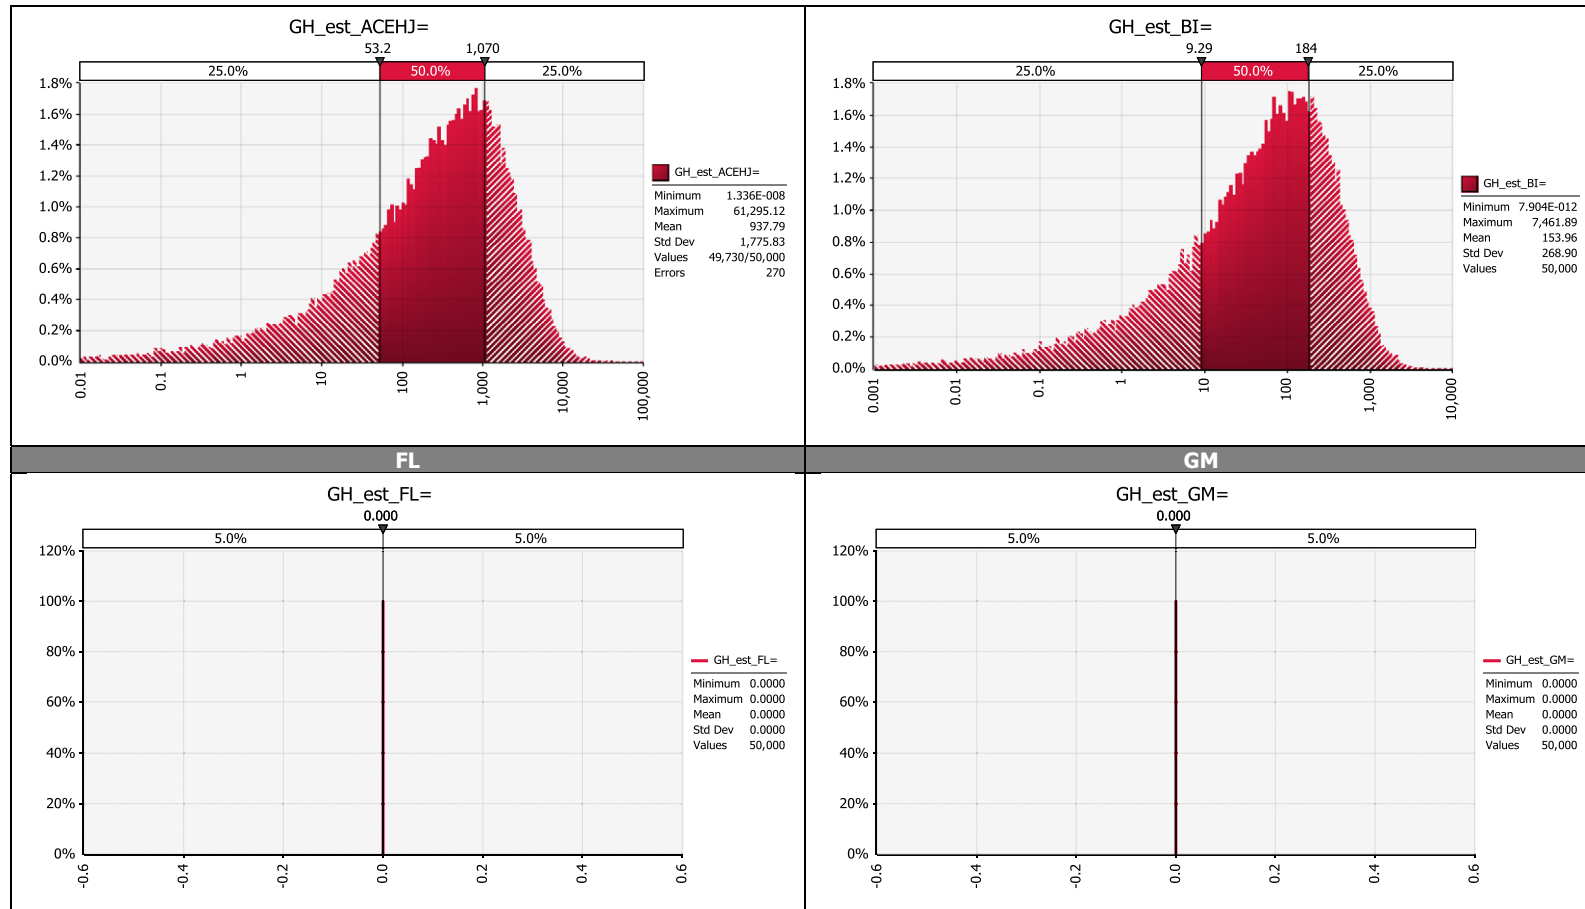 GH_est_ACEHJ=
53.2 1,070
25.0% 50.0% 25.0%
1.8%
1.6%
1.4%
1.2%
1.0%
0.8%
0.6%
0.4%
0.2%
0.0%
0.01 0.1 1 10 100 1,000 10,000 100,000
GH_est_ACEHJ=
Minimum 1.336E-008
Maximum 61,295.12
Mean 937.79
Std Dev 1,775.83
Values 49,730/50,000
Errors 270
GH_est_BI=
9.29 184
25.0% 50.0% 25.0%
1.8%
1.6%
1.4%
1.2%
1.0%
0.8%
0.6%
0.4%
0.2%
0.0%
0.001 0.01 0.1 1 10 100 1,000 10,000
GH_est_BI=
Minimum 7.904E-012
Maximum 7,461.89
Mean 153.96
Std Dev 268.90
Values 50,000
FL
GH_est_FL=
0.000
5.0% 5.0%
120%
100%
80%
60%
40%
20%
0%
-0.6 -0.4 -0.2 0.0 0.2 0.4 0.6
GH_est_FL=
Minimum 0.0000
Maximum 0.0000
Mean 0.0000
Std Dev 0.0000
Values 50,000
GM
GH_est_GM=
0.000
5.0% 5.0%
120%
100%
80%
60%
40%
20%
0%
-0.6 -0.4 -0.2 0.0 0.2 0.4 0.6
GH_est_GM=
Minimum 0.0000
Maximum 0.0000
Mean 0.0000
Std Dev 0.0000
Values 50,000